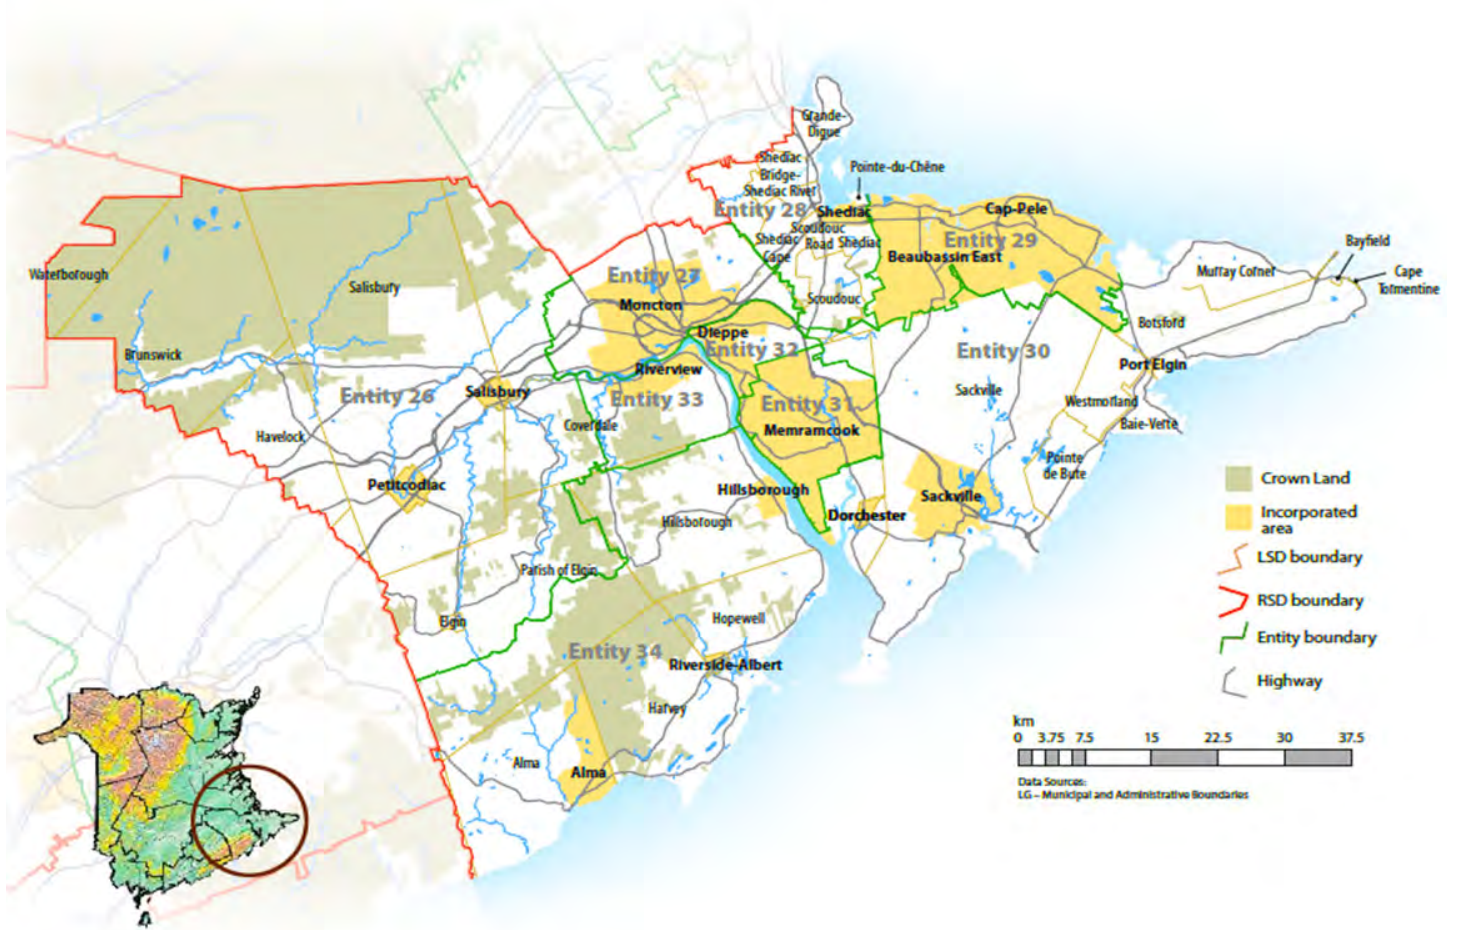 Grande-
Digue
Shediac
Bridge-
Shediac River
Pointe-du-Chêne
Entity 28
Shediac
Cap-Pele
Scoudouc
Road
Shediac
Shediac
Cape
Entity 29
Beaubassin East
Bayfield
Murray Corner
Cape
Tormentine
Waterborough
Salisbury
Entity 27
Moncton
Scoudouc
Botsford
Dieppe
Entity 32
Entity 30
Brunswick
Riverview
Port Elgin
Entity 26
Salisbury
Entity 33
Entity 31
Sackville
Westmorland
Coverdale
Memramcook
Baie-Verte
Havelock
Pointe
de Bute
Petitcodiac
Hillsborough
Sackville
Dorchester
Hillsborough
Parish of Elgin
Elgin
Hopewell
Entity 34
Riverside-Albert
Harvey
Alma
Alma
Crown Land
Incorporated
area
LSD boundary
RSD boundary
Entity boundary
Highway
km
0 3.75 7.5 15 22.5 30 37.5
Data Sources:
LG – Municipal and Administrative Boundaries